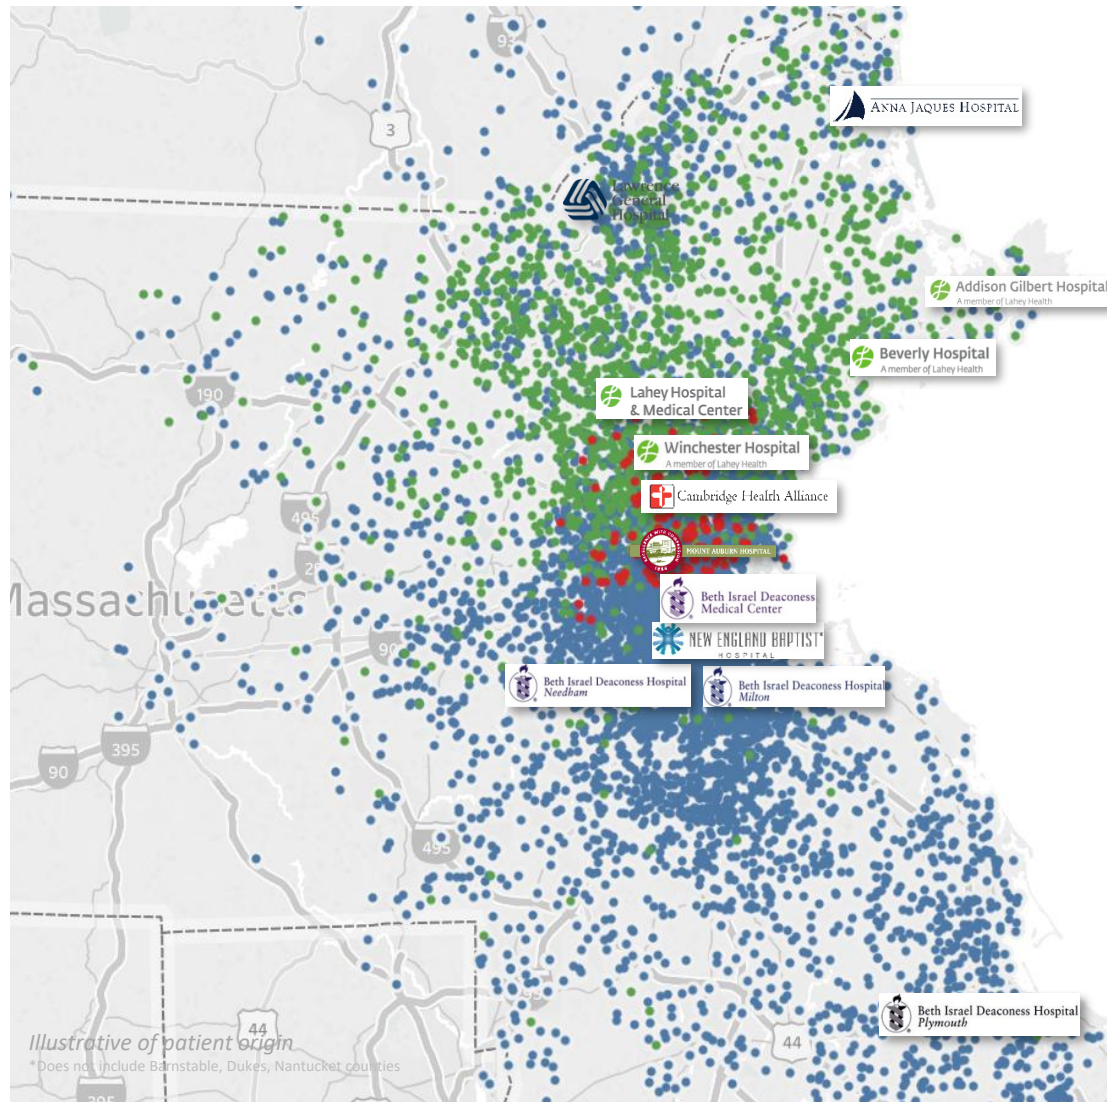 93
3
ANNA JAQUES HOSPITAL
Lawrence
General
Hospital
Addison Gilbert Hospital
A member of Lahey Health
Beverly Hospital
A member of Lahey Health
190
Lahey Hospital
& Medical Center
Winchester Hospital
A member of Lahey Health
Cambridge Health Alliance
495
MOUNT AUBURN HOSPITAL
1886
Massachusetts
Beth Israel Deaconess
Medical Center
90
NEW ENGLAND BAPTIST
HOSPITAL
Beth Israel Deaconess Hospital
Needham
Beth Israel Deaconess Hospital
Milton
395
90
495
Beth Israel Deaconess Hospital
Plymouth
44
44
Illustrative of patient origin
*Does not include Barnstable, Dukes, Nantucket counties
395